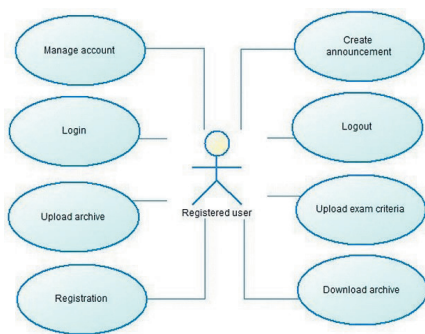 Manage account
Create
announcement
Login
Logout
Upload archive
Registered user
Upload exam criteria
Registration
Download archive